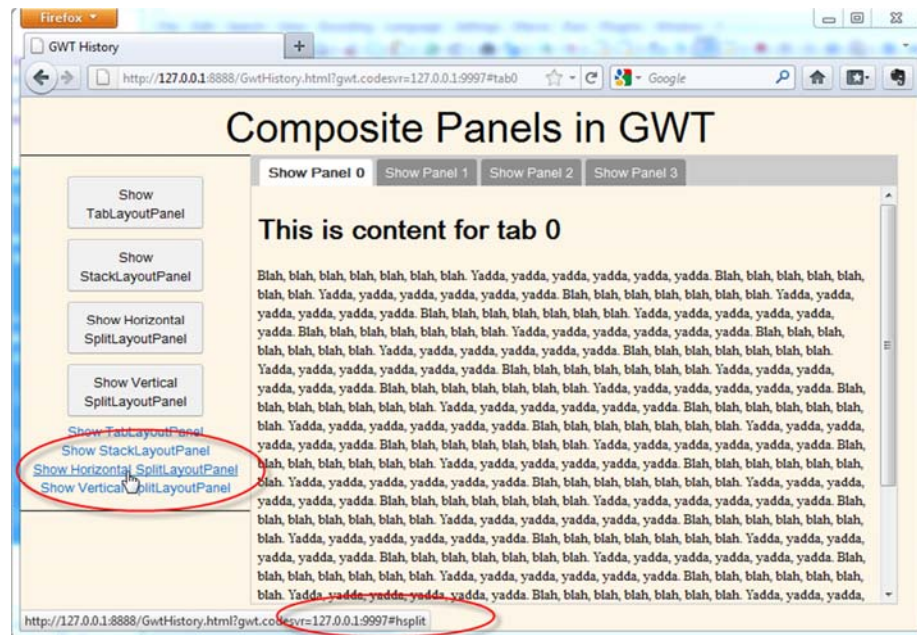 Firefox
GWT History
http://127.0.0.1:8888/GwtHistory.html?gwt.codesvr=127.0.0.1:9997#tab0
Google
Composite Panels in GWT
Show
TabLayoutPanel
Show
StackLayoutPanel
Show Horizontal
SplitLayoutPanel
Show Vertical
SplitLayoutPanel
Show TabLayoutPanel
Show StackLayoutPanel
Show Horizontal SplitLayoutPanel
Show Vertical SplitLayoutPanel
Show Panel 0 Show Panel 1 Show Panel 2 Show Panel 3
This is content for tab 0
Blah, blah, blah, blah, blah, blah, blah. Yadda, yadda, yadda, yadda, yadda, yadda. Blah, blah, blah, blah, blah,
blah, blah. Yadda, yadda, yadda, yadda, yadda, yadda. Blah, blah, blah, blah, blah, blah, blah. Yadda, yadda,
yadda, yadda, yadda, yadda. Blah, blah, blah, blah, blah, blah, blah. Yadda, yadda, yadda, yadda, yadda,
yadda. Blah, blah, blah, blah, blah, blah, blah. Yadda, yadda, yadda, yadda, yadda, yadda. Blah, blah, blah,
blah, blah, blah, blah. Yadda, yadda, yadda, yadda, yadda, yadda. Blah, blah, blah, blah, blah, blah, blah.
Yadda, yadda, yadda, yadda, yadda, yadda. Blah, blah, blah, blah, blah, blah, blah. Yadda, yadda, yadda,
yadda, yadda, yadda. Blah, blah, blah, blah, blah, blah, blah. Yadda, yadda, yadda, yadda, yadda, yadda. Blah,
blah, blah, blah, blah, blah, blah. Yadda, yadda, yadda, yadda, yadda, yadda. Blah, blah, blah, blah, blah, blah,
blah. Yadda, yadda, yadda, yadda, yadda, yadda. Blah, blah, blah, blah, blah, blah, blah. Yadda, yadda, yadda,
yadda, yadda, yadda. Blah, blah, blah, blah, blah, blah, blah. Yadda, yadda, yadda, yadda, yadda, yadda. Blah,
blah, blah, blah, blah, blah, blah. Yadda, yadda, yadda, yadda, yadda, yadda. Blah, blah, blah, blah, blah, blah,
blah. Yadda, yadda, yadda, yadda, yadda, yadda. Blah, blah, blah, blah, blah, blah, blah. Yadda, yadda, yadda,
yadda, yadda, yadda. Blah, blah, blah, blah, blah, blah, blah. Yadda, yadda, yadda, yadda, yadda, yadda. Blah,
blah, blah, blah, blah, blah, blah. Yadda, yadda, yadda, yadda, yadda, yadda. Blah, blah, blah, blah, blah, blah,
blah. Yadda, yadda, yadda, yadda, yadda, yadda. Blah, blah, blah, blah, blah, blah, blah. Yadda, yadda, yadda,
yadda, yadda, yadda. Blah, blah, blah, blah, blah, blah, blah. Yadda, yadda, yadda, yadda, yadda, yadda. Blah,
blah, blah, blah, blah, blah, blah. Yadda, yadda, yadda, yadda, yadda, yadda. Blah, blah, blah, blah, blah, blah,
blah. Yadda, yadda, yadda, yadda, yadda, yadda. Blah, blah, blah, blah, blah, blah, blah. Yadda, yadda, yadda,
http://127.0.0.1:8888/GwtHistory.html?gwt.codesvr=127.0.0.1:9997#hsplit